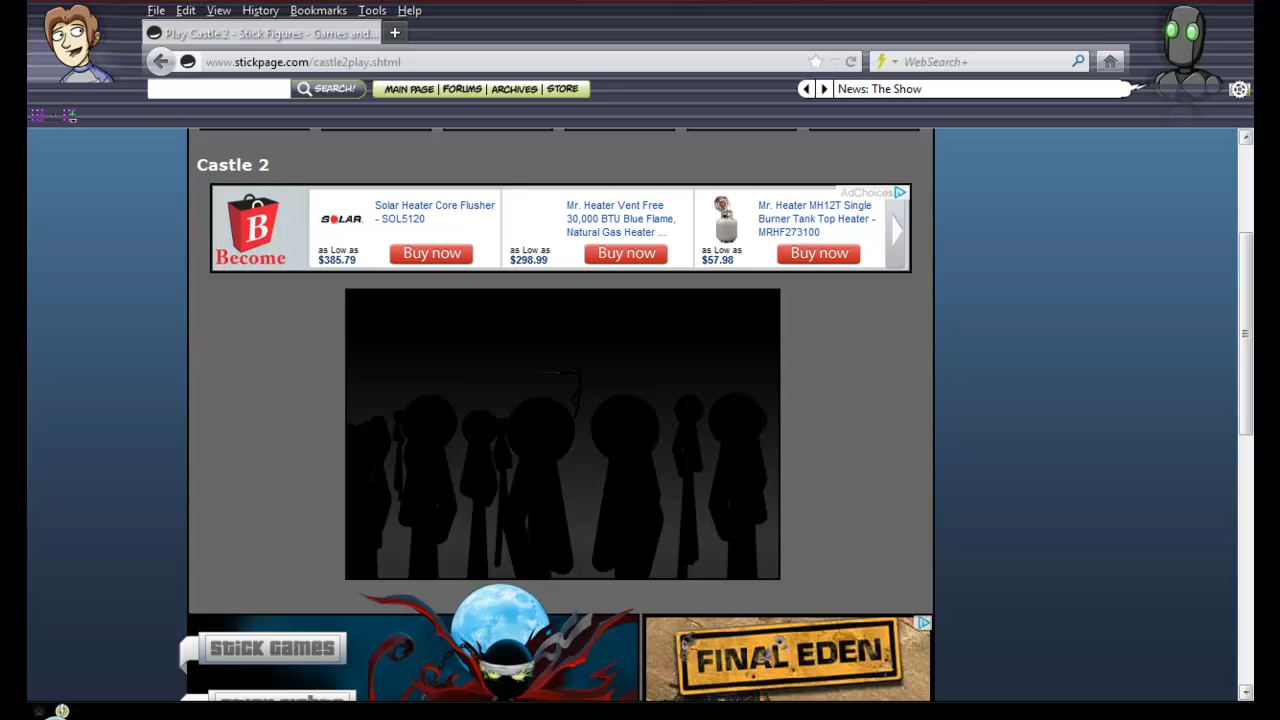 File Edit View History Bookmarks Tools Help
Play Castle 2 - Stick Figures - Games and...
www.stickpage.com/castle2play.shtml
WebSearch+
SEARCH! MAIN PAGE FORUMS ARCHIVES STORE
News: The Show
Castle 2
AdChoices
B
Become
SOLAR
Solar Heater Core Flusher
- SOL5120
as Low as
$385.79
Buy now
Mr. Heater Vent Free
30,000 BTU Blue Flame,
Natural Gas Heater ...
as Low as
$298.99
Buy now
Mr. Heater MH12T Single
Burner Tank Top Heater -
MRHF273100
as Low as
$57.98
Buy now
STICK GAMES
FINAL EDEN